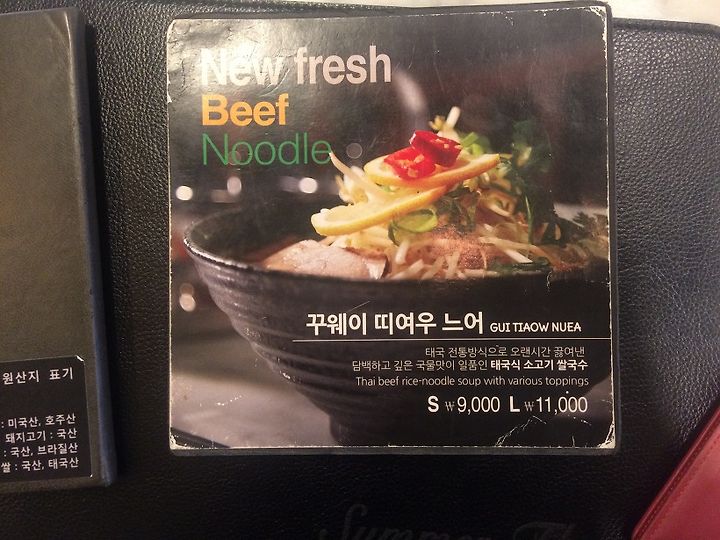 New fresh
Beef
Noodle
꾸웨이 띠여우 느어 GUI TIAOW NUEA
태국 전통방식으로 오랜시간 끓여낸
담백하고 깊은 국물맛이 일품인 태국식 소고기 쌀국수
Thai beef rice-noodle soup with various toppings
S ₩9,000 L ₩11,000
원산지 표기
: 미국산, 호주산
돼지고기 : 국산
: 국산, 브라질산
쌀 : 국산, 태국산
Summer